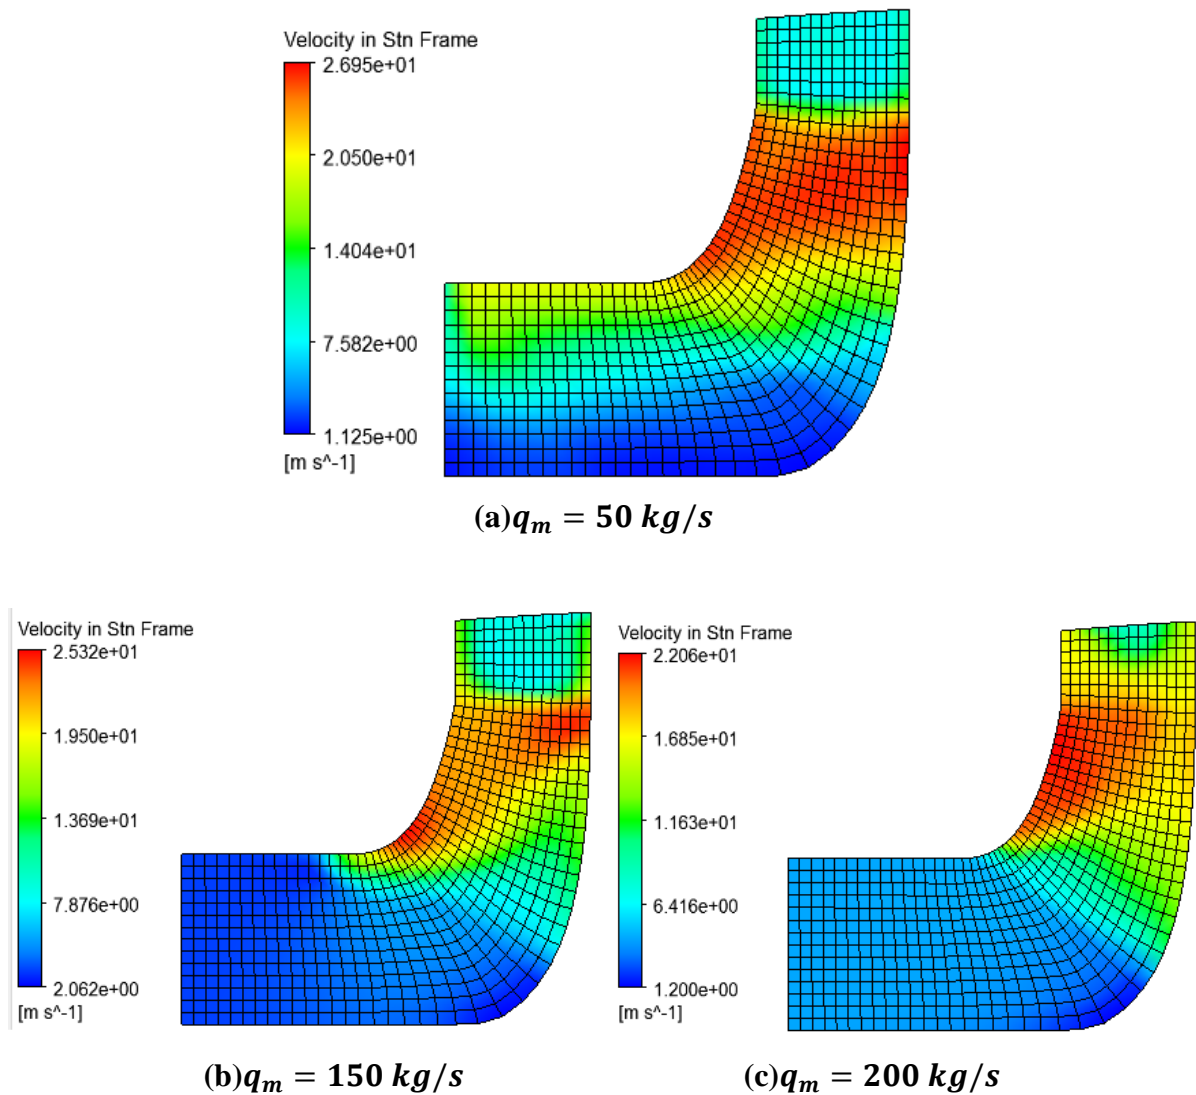 Velocity in Stn Frame
2.695e+01
2.050e+01
1.404e+01
7.582e+00
1.125e+00
[m s^-1]
(a)q_m = 50 kg/s
Velocity in Stn Frame
2.532e+01
1.950e+01
1.369e+01
7.876e+00
2.062e+00
[m s^-1]
(b)q_m = 150 kg/s
Velocity in Stn Frame
2.206e+01
1.685e+01
1.163e+01
6.416e+00
1.200e+00
[m s^-1]
(c)q_m = 200 kg/s